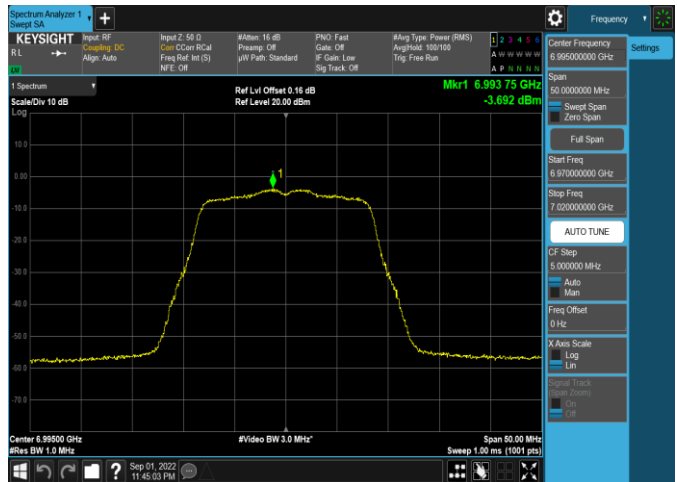 Spectrum Analyzer 1
Swept SA
Frequency
KEYSIGHT
RL
LW
Input: RF
Coupling: DC
Align: Auto
Input Z: 50 Ω
Corr CCorr RCal
Freq Ref: Int (S)
NFE: Off
#Atten: 16 dB
Preamp: Off
µW Path: Standard
PNO: Fast
Gate: Off
IF Gain: Low
Sig Track: Off
#Avg Type: Power (RMS)
Avg|Hold: 100/100
Trig: Free Run
1 2 3 4 5 6
A W W W W W
A P N N N N
1 Spectrum
Scale/Div 10 dB
Log
Ref Lvl Offset 0.16 dB
Ref Level 20.00 dBm
Mkr1 6.993 75 GHz
-3.692 dBm
1
10.0
0.00
-10.0
-20.0
-30.0
-40.0
-50.0
-60.0
-70.0
Center 6.99500 GHz
#Res BW 1.0 MHz
#Video BW 3.0 MHz*
Span 50.00 MHz
Sweep 1.00 ms (1001 pts)
Center Frequency
6.995000000 GHz
Settings
Span
50.0000000 MHz
Swept Span
Zero Span
Full Span
Start Freq
6.970000000 GHz
Stop Freq
7.020000000 GHz
AUTO TUNE
CF Step
5.000000 MHz
Auto
Man
Freq Offset
0 Hz
X Axis Scale
Log
Lin
Signal Track
(Span Zoom)
On
Off
Sep 01, 2022
11:45:03 PM